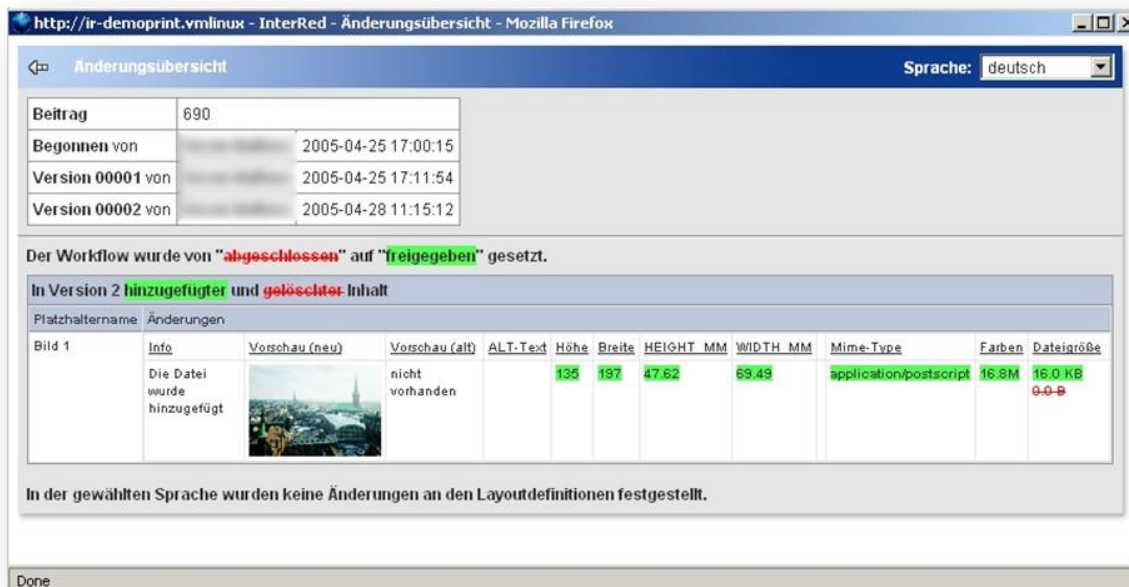 http://ir-demoprint.vmlinux - InterRed - Änderungsübersicht - Mozilla Firefox
Änderungsübersicht Sprache: deutsch
Beitrag 690
Begonnen von 2005-04-25 17:00:15
Version 00001 von 2005-04-25 17:11:54
Version 00002 von 2005-04-28 11:15:12
Der Workflow wurde von "abgeschlossen" auf "freigegeben" gesetzt.
In Version 2 hinzugefügter und gelöschter Inhalt
Platzhaltername Änderungen
Bild 1 Info Vorschau (neu) Vorschau (alt) ALT-Text Höhe Breite HEIGHT_MM WIDTH_MM Mime-Type Farben Dateigröße
Die Datei nicht 135 197 47.62 69.49 application/postscript 16.8M 16.0 KB
wurde vorhanden 0.0 B
hinzugefügt
In der gewählten Sprache wurden keine Änderungen an den Layoutdefinitionen festgestellt.
Done